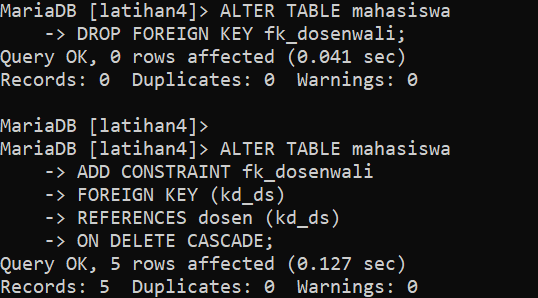 MariaDB [latihan4]> ALTER TABLE mahasiswa
    -> DROP FOREIGN KEY fk_dosenwali;
Query OK, 0 rows affected (0.041 sec)
Records: 0  Duplicates: 0  Warnings: 0

MariaDB [latihan4]>
MariaDB [latihan4]> ALTER TABLE mahasiswa
    -> ADD CONSTRAINT fk_dosenwali
    -> FOREIGN KEY (kd_ds)
    -> REFERENCES dosen (kd_ds)
    -> ON DELETE CASCADE;
Query OK, 5 rows affected (0.127 sec)
Records: 5  Duplicates: 0  Warnings: 0